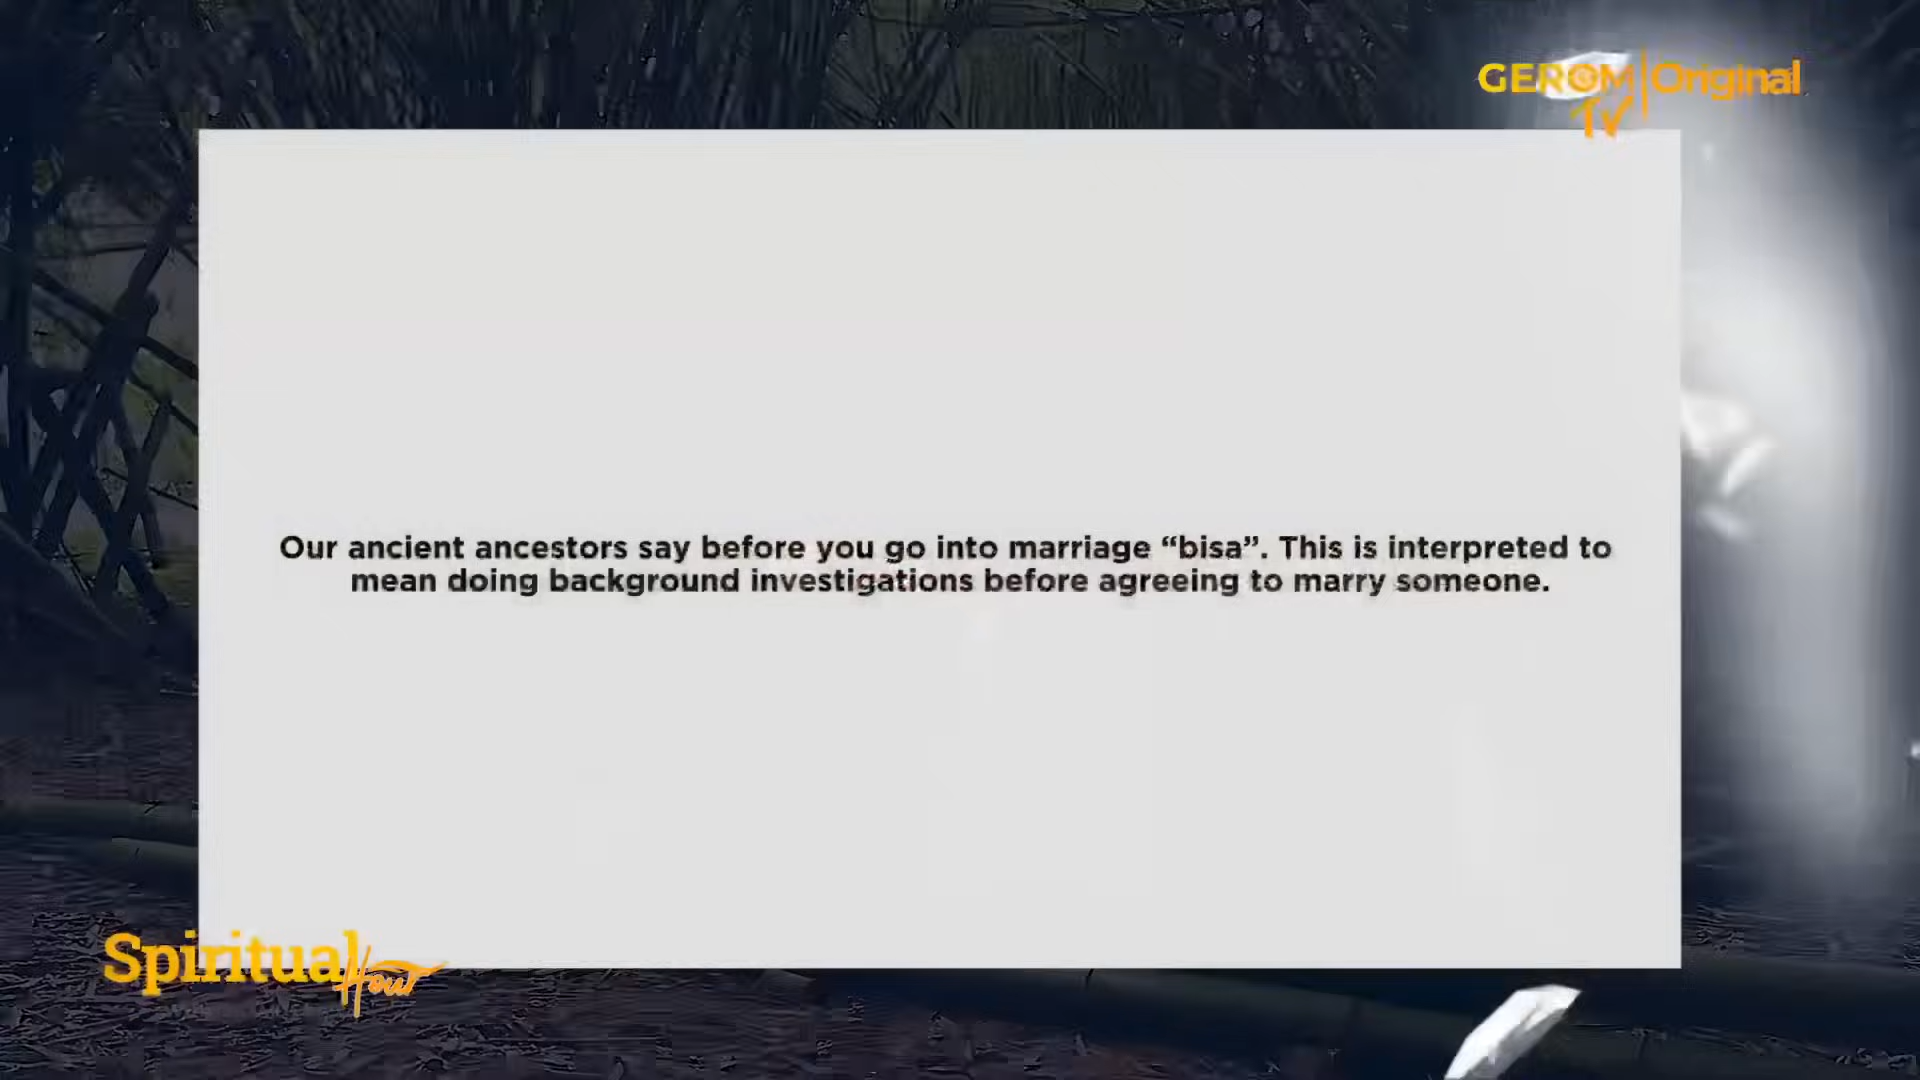 GEROM Original
TV
Our ancient ancestors say before you go into marriage “bisa”. This is interpreted to
mean doing background investigations before agreeing to marry someone.
Spiritual
Hour